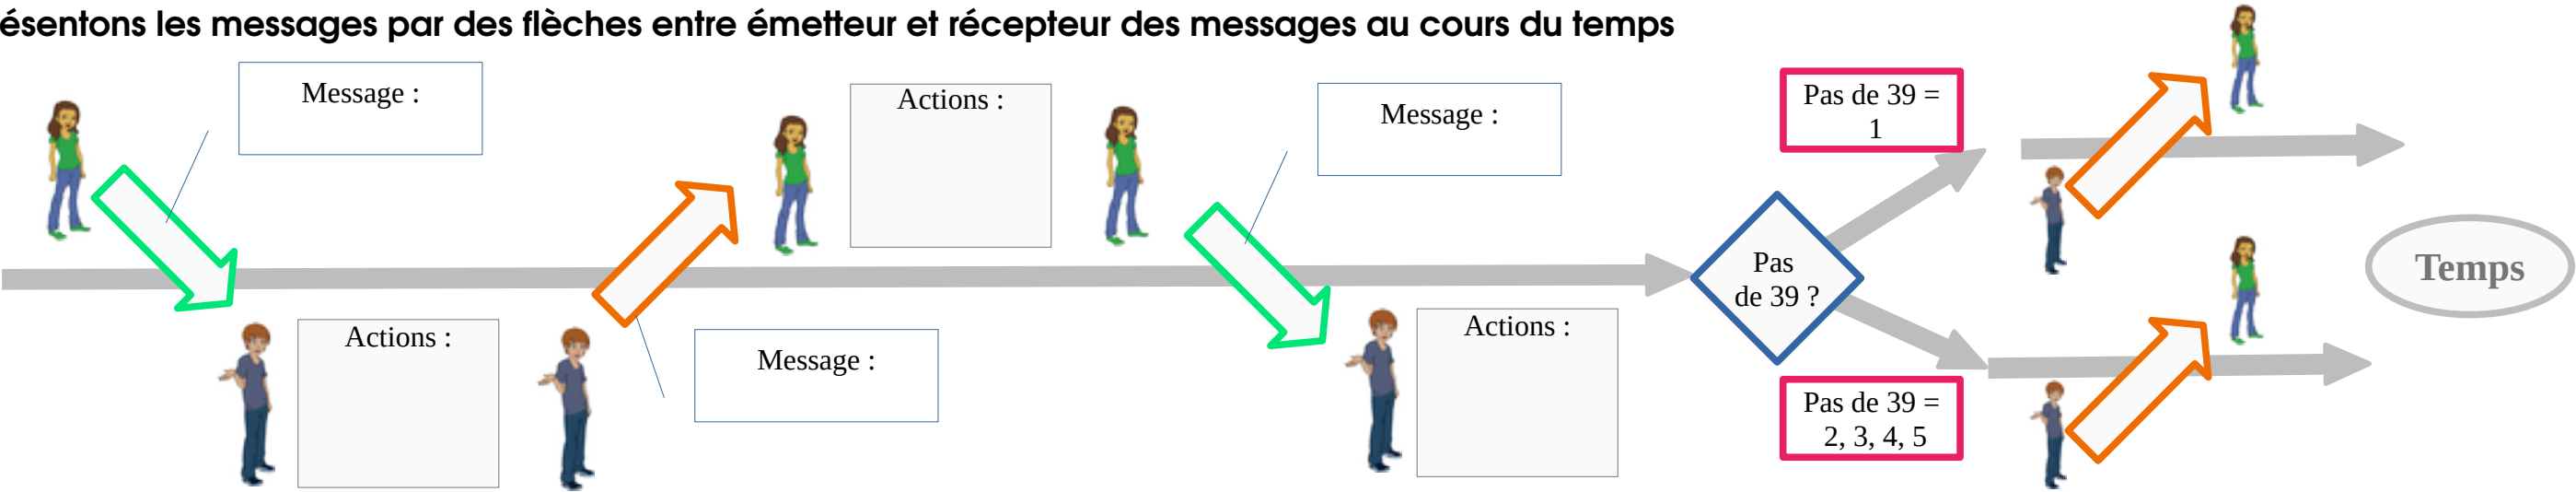 ésentons les messages par des flèches entre émetteur et récepteur des messages au cours du temps
Message :
Actions :
Message :
Actions :
Message :
Actions :
Pas de 39 =
1
Pas
de 39 ?
Pas de 39 =
2, 3, 4, 5
Temps